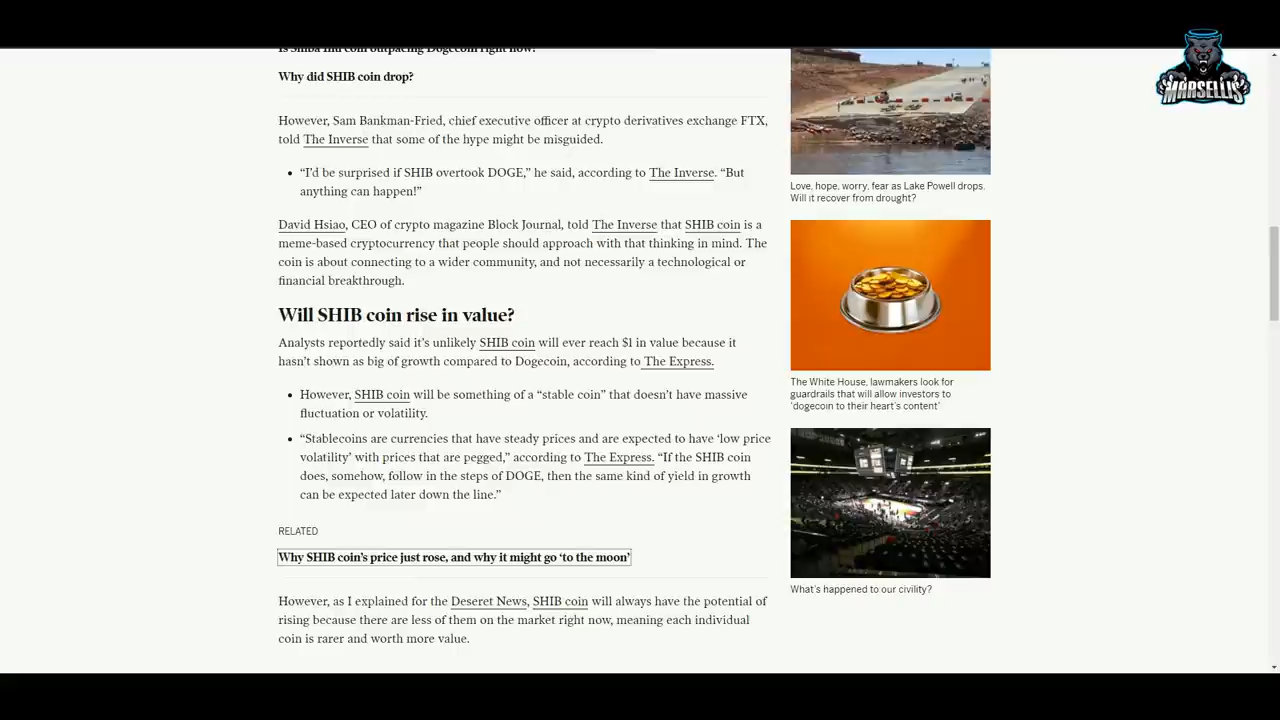 Is Shiba Inu coin outpacing Dogecoin right now?
Why did SHIB coin drop?
However, Sam Bankman-Fried, chief executive officer at crypto derivatives exchange FTX,
told The Inverse that some of the hype might be misguided.
• “I’d be surprised if SHIB overtook DOGE,” he said, according to The Inverse. “But
anything can happen!”
David Hsiao, CEO of crypto magazine Block Journal, told The Inverse that SHIB coin is a
meme-based cryptocurrency that people should approach with that thinking in mind. The
coin is about connecting to a wider community, and not necessarily a technological or
financial breakthrough.
Will SHIB coin rise in value?
Analysts reportedly said it’s unlikely SHIB coin will ever reach $1 in value because it
hasn’t shown as big of growth compared to Dogecoin, according to The Express.
• However, SHIB coin will be something of a “stable coin” that doesn’t have massive
fluctuation or volatility.
• “Stablecoins are currencies that have steady prices and are expected to have ‘low price
volatility’ with prices that are pegged,” according to The Express. “If the SHIB coin
does, somehow, follow in the steps of DOGE, then the same kind of yield in growth
can be expected later down the line.”
RELATED
Why SHIB coin’s price just rose, and why it might go ‘to the moon’
However, as I explained for the Deseret News, SHIB coin will always have the potential of
rising because there are less of them on the market right now, meaning each individual
coin is rarer and worth more value.
MARSELLIS
Love, hope, worry, fear as Lake Powell drops.
Will it recover from drought?
The White House, lawmakers look for
guardrails that will allow investors to
‘dogecoin to their heart’s content’
What’s happened to our civility?